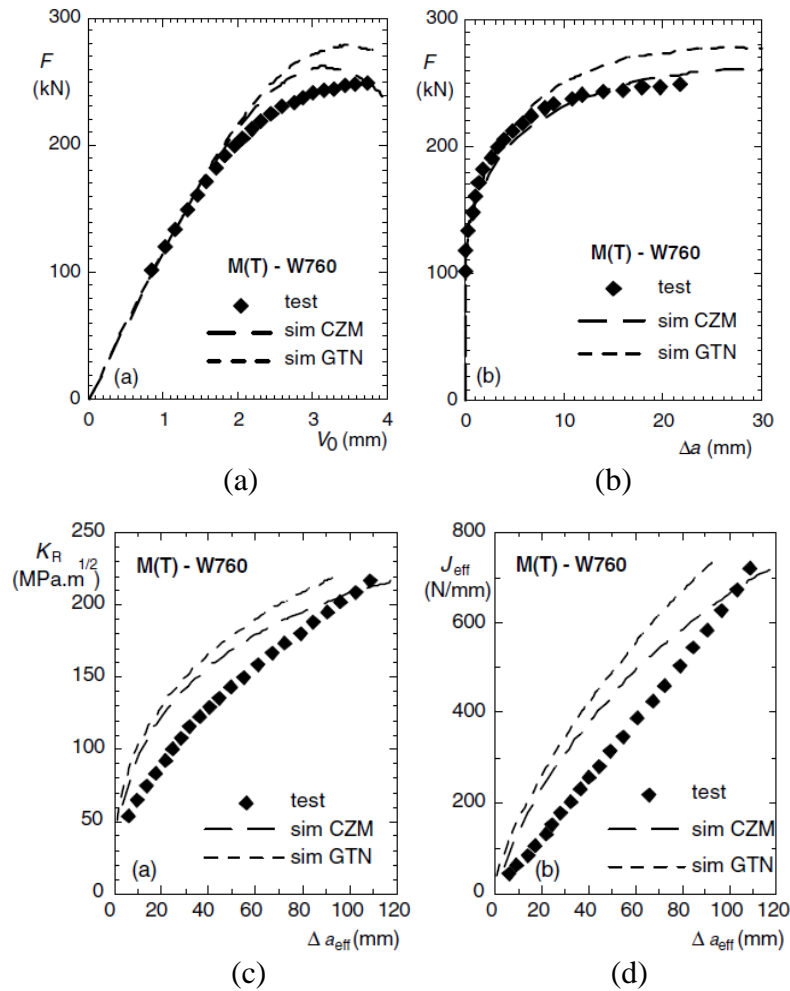 300
F
(kN)
200
100
0
M(T) - W760
test
sim CZM
sim GTN
(a)
0
1
2
3
4
V0 (mm)
(a)
300
F
(kN)
200
100
0
M(T) - W760
test
sim CZM
sim GTN
(b)
0
10
20
30
Δa (mm)
(b)
250
KR
(MPa.m1/2)
200
150
100
50
0
M(T) - W760
test
sim CZM
sim GTN
(a)
0 20 40 60 80 100 120
Δ aeff (mm)
(c)
800
Jeff
(N/mm)
600
400
200
0
M(T) - W760
test
sim CZM
sim GTN
(b)
0 20 40 60 80 100 120
Δ aeff (mm)
(d)